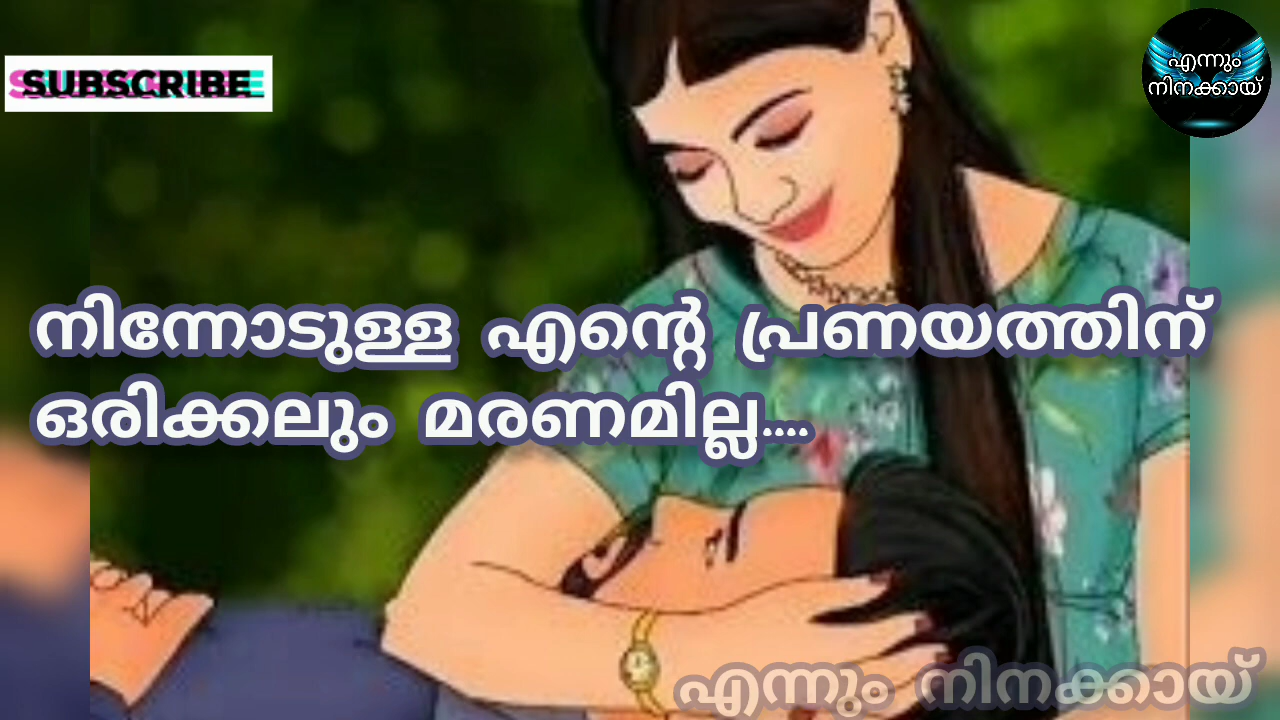 SUBSCRIBE
എന്നും
നിനക്കായ്
നിന്നോടുള്ള എന്റെ പ്രണയത്തിന്
ഒരിക്കലും മരണമില്ല....
എന്നും നിനക്കായ്